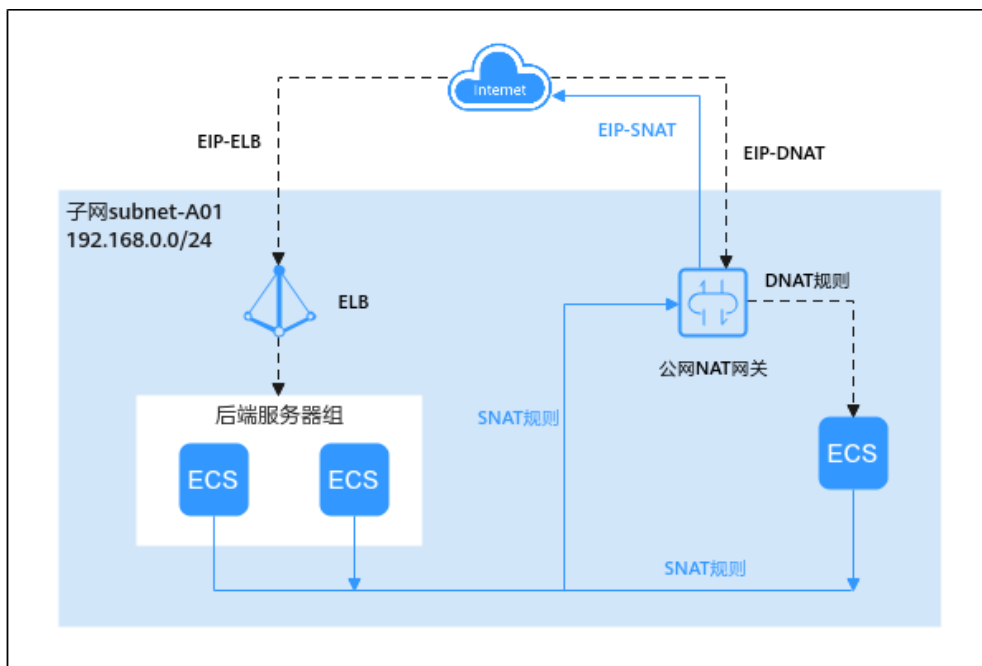 Internet
EIP-SNAT
EIP-ELB
EIP-DNAT
子网subnet-A01
192.168.0.0/24
DNAT规则
ELB
公网NAT网关
后端服务器组
SNAT规则
ECS
ECS
ECS
SNAT规则